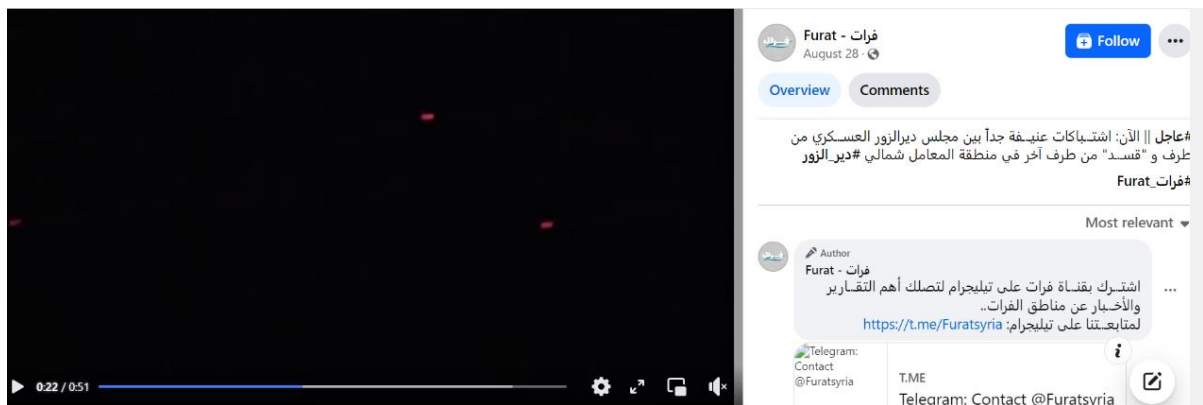 فرات - Furat
August 28
Follow
Overview
Comments
#عاجل || الآن: اشتـباكات عنيـفة جداً بين مجلس ديرالزور العسـكري من
طرف و "قسـد" من طرف آخر في منطقة المعامل شمالي #دير_الزور
#فرات_Furat
Most relevant
Author
فرات - Furat
اشتـرك بقنـاة فرات على تيليجرام لتصلك أهم التقـارير
والأخـبار عن مناطق الفرات..
لمتابعـتنا على تيليجرام: https://t.me/Furatsyria
Telegram:
Contact
@Furatsyria
T.ME
Telegram: Contact @Furatsyria
0:22 / 0:51